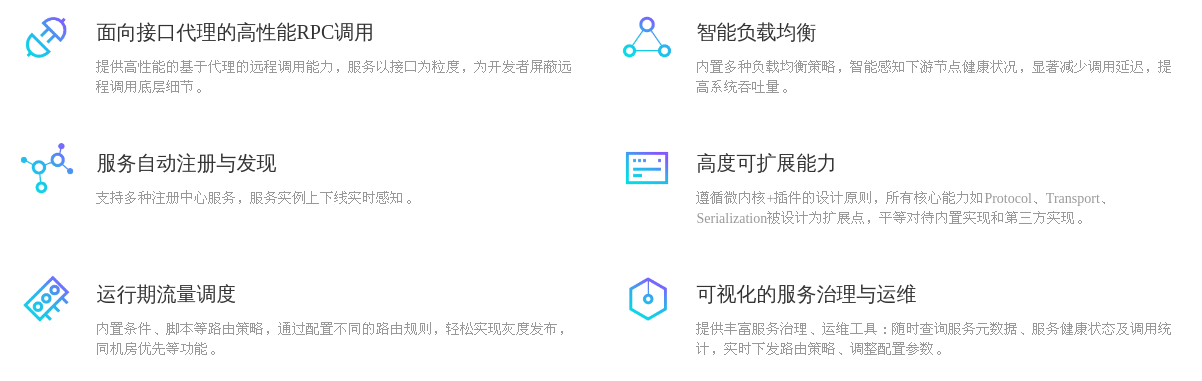 面向接口代理的高性能RPC调用
提供高性能的基于代理的远程调用能力，服务以接口为粒度，为开发者屏蔽远
程调用底层细节。
智能负载均衡
内置多种负载均衡策略，智能感知下游节点健康状况，显著减少调用延迟，提
高系统吞吐量。
服务自动注册与发现
支持多种注册中心服务，服务实例上下线实时感知。
高度可扩展能力
遵循微内核+插件的设计原则，所有核心能力如Protocol、Transport、
Serialization被设计为扩展点，平等对待内置实现和第三方实现。
运行期流量调度
内置条件、脚本等路由策略，通过配置不同的路由规则，轻松实现灰度发布，
同机房优先等功能。
可视化的服务治理与运维
提供丰富服务治理、运维工具：随时查询服务元数据、服务健康状态及调用统
计，实时下发路由策略、调整配置参数。